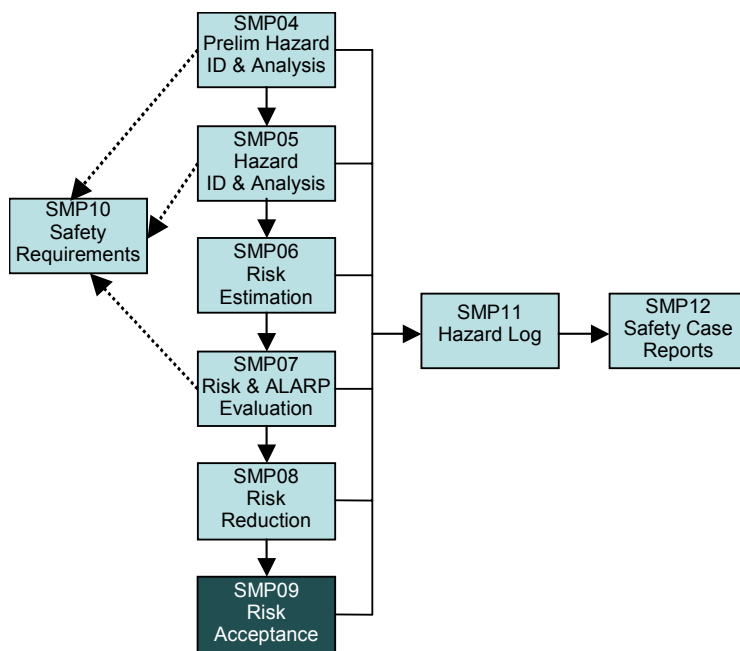 SMP04
Prelim Hazard
ID & Analysis
SMP05
Hazard
ID & Analysis
SMP10
Safety
Requirements
SMP06
Risk
Estimation
SMP11
Hazard Log
SMP12
Safety Case
Reports
SMP07
Risk & ALARP
Evaluation
SMP08
Risk
Reduction
SMP09
Risk
Acceptance